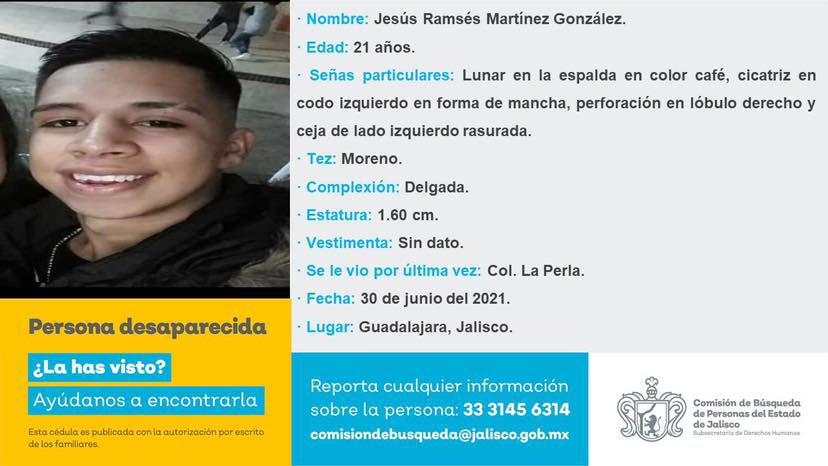 · Nombre: Jesús Ramsés Martínez González.
· Edad: 21 años.
· Señas particulares: Lunar en la espalda en color café, cicatriz en
codo izquierdo en forma de mancha, perforación en lóbulo derecho y
ceja de lado izquierdo rasurada.
· Tez: Moreno.
· Complexión: Delgada.
· Estatura: 1.60 cm.
· Vestimenta: Sin dato.
· Se le vio por última vez: Col. La Perla.
· Fecha: 30 de junio del 2021.
· Lugar: Guadalajara, Jalisco.
Persona desaparecida
¿La has visto?
Ayúdanos a encontrarla
Esta cédula es publicada con la autorización por escrito
de los familiares.
Reporta cualquier información
sobre la persona: 33 3145 6314
comisiondebusqueda@jalisco.gob.mx
Comisión de Búsqueda
de Personas del Estado
de Jalisco
Subsecretaría de Derechos Humanos